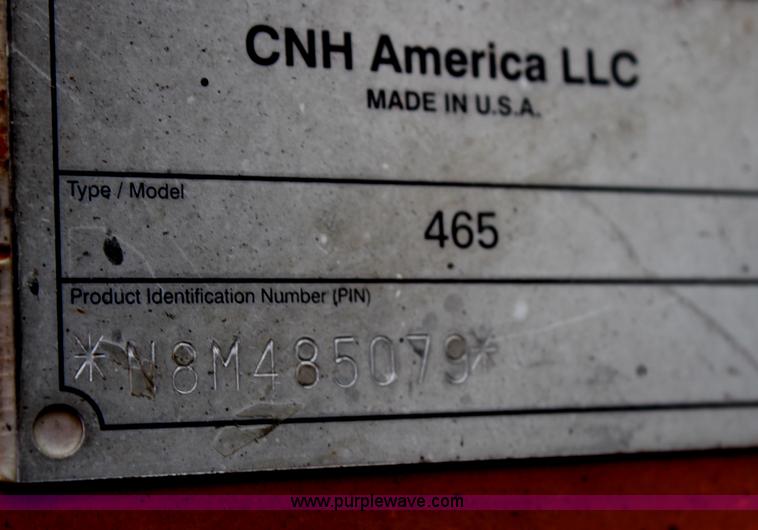 CNH America LLC
MADE IN U.S.A.
Type / Model
465
Product Identification Number (PIN)
*N8M485079*
www.purplewave.com